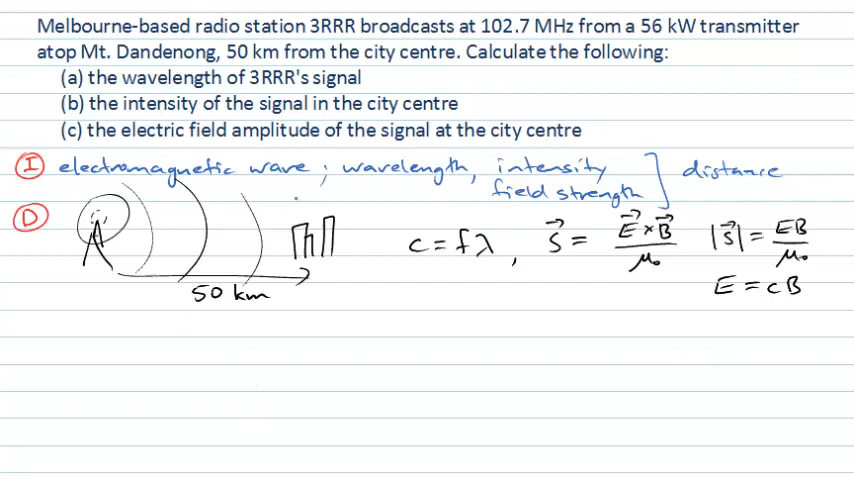 Melbourne-based radio station 3RRR broadcasts at 102.7 MHz from a 56 kW transmitter
atop Mt. Dandenong, 50 km from the city centre. Calculate the following:
(a) the wavelength of 3RRR's signal
(b) the intensity of the signal in the city centre
(c) the electric field amplitude of the signal at the city centre
I electromagnetic wave ; wavelength, intensity ] distance
field strength
D c = fλ , S⃗ = (E⃗ × B⃗)/μ₀ |S⃗| = EB/μ₀
50 km E = cB